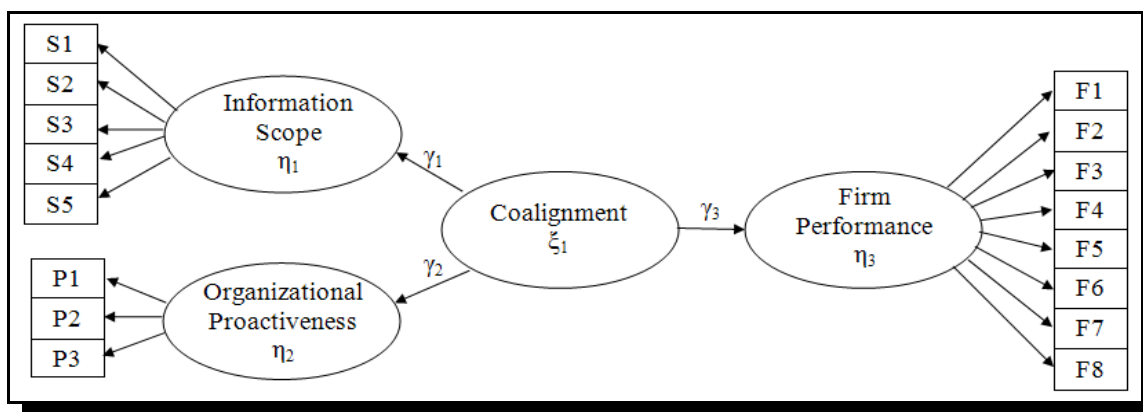 S1
S2
S3
S4
S5
Information
Scope
η1
γ1
P1
P2
P3
Organizational
Proactiveness
η2
γ2
Coalignment
ξ1
γ3
Firm
Performance
η3
F1
F2
F3
F4
F5
F6
F7
F8